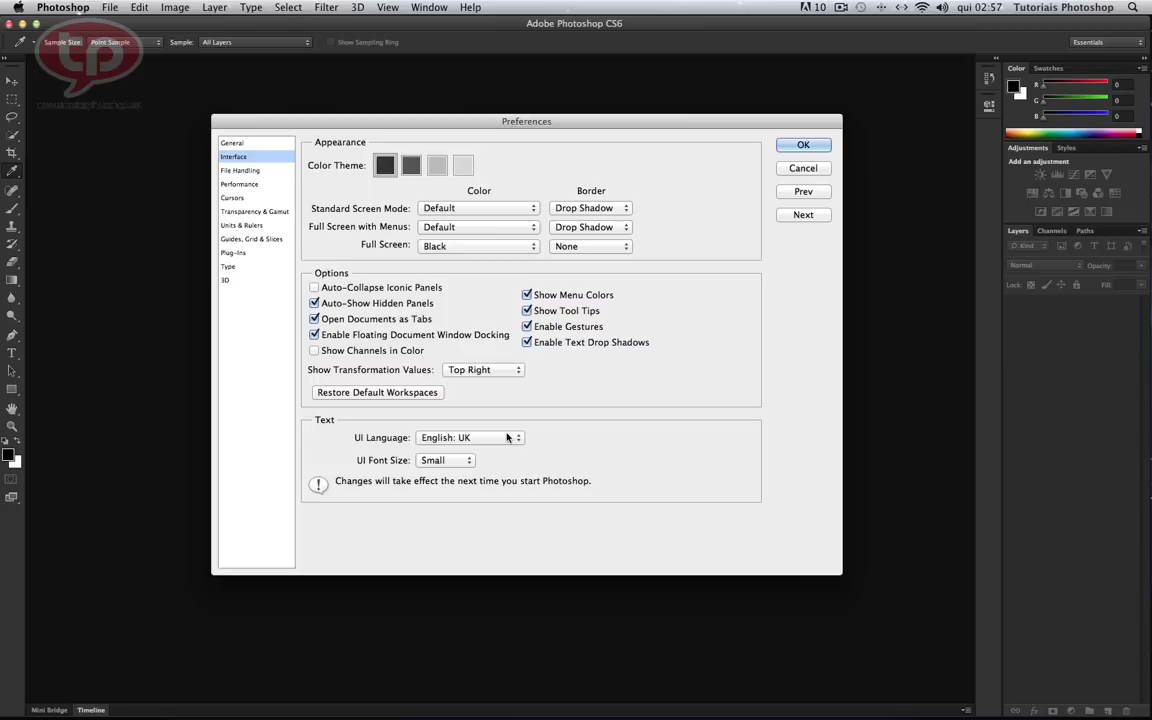 Photoshop File Edit Image Layer Type Select Filter 3D View Window Help 10 qui 02:57 Tutoriais Photoshop
Adobe Photoshop CS6
Sample Size: Point Sample Sample: All Layers Show Sampling Ring Essentials
tp
Color Swatches
R 0
G 0
B 0
Adjustments Styles
Add an adjustment
Layers Channels Paths
Kind
Normal Opacity:
Lock: Fill:
Preferences
General
Interface
File Handling
Performance
Cursors
Transparency & Gamut
Units & Rulers
Guides, Grid & Slices
Plug-Ins
Type
3D
Appearance
Color Theme:
Color Border
Standard Screen Mode: Default Drop Shadow
Full Screen with Menus: Default Drop Shadow
Full Screen: Black None
Options
Auto-Collapse Iconic Panels
Auto-Show Hidden Panels
Open Documents as Tabs
Enable Floating Document Window Docking
Show Channels in Color
Show Menu Colors
Show Tool Tips
Enable Gestures
Enable Text Drop Shadows
Show Transformation Values: Top Right
Restore Default Workspaces
Text
UI Language: English: UK
UI Font Size: Small
Changes will take effect the next time you start Photoshop.
OK
Cancel
Prev
Next
Mini Bridge Timeline